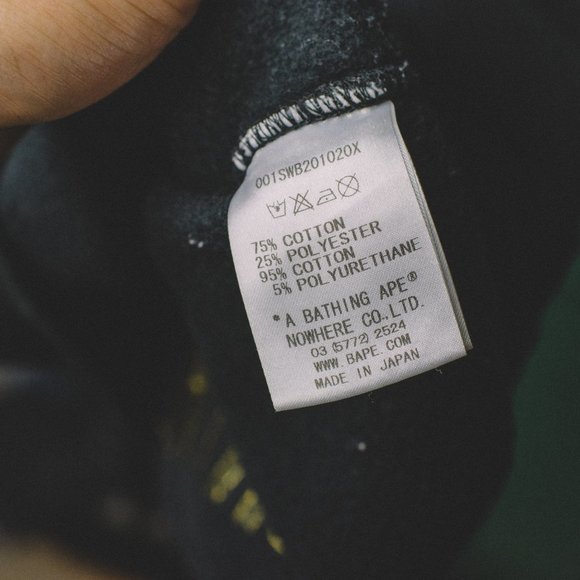 001SWB201020X
75% COTTON
25% POLYESTER
95% COTTON
5% POLYURETHANE
*A BATHING APE®
NOWHERE CO.,LTD.
03 (5772) 2524
WWW.BAPE.COM
MADE IN JAPAN